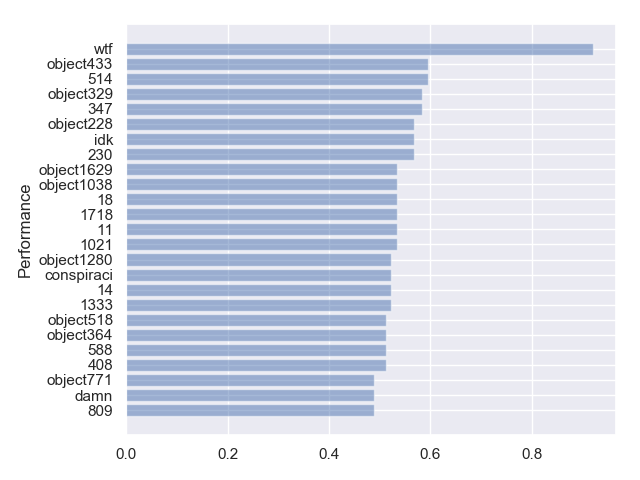 wtf
object433
514
object329
347
object228
idk
230
object1629
object1038
18
1718
11
1021
object1280
conspiraci
14
1333
object518
object364
588
408
object771
damn
809
Performance
0.0 0.2 0.4 0.6 0.8